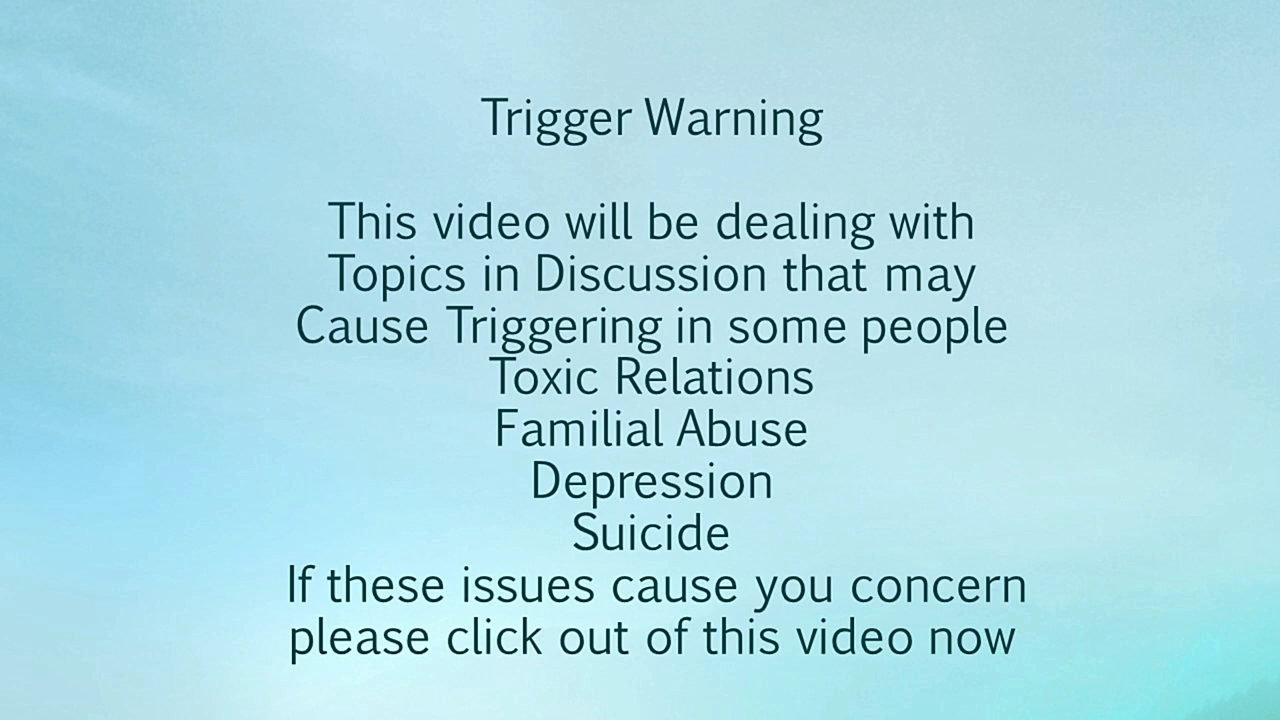 Trigger Warning
This video will be dealing with
Topics in Discussion that may
Cause Triggering in some people
Toxic Relations
Familial Abuse
Depression
Suicide
If these issues cause you concern
please click out of this video now